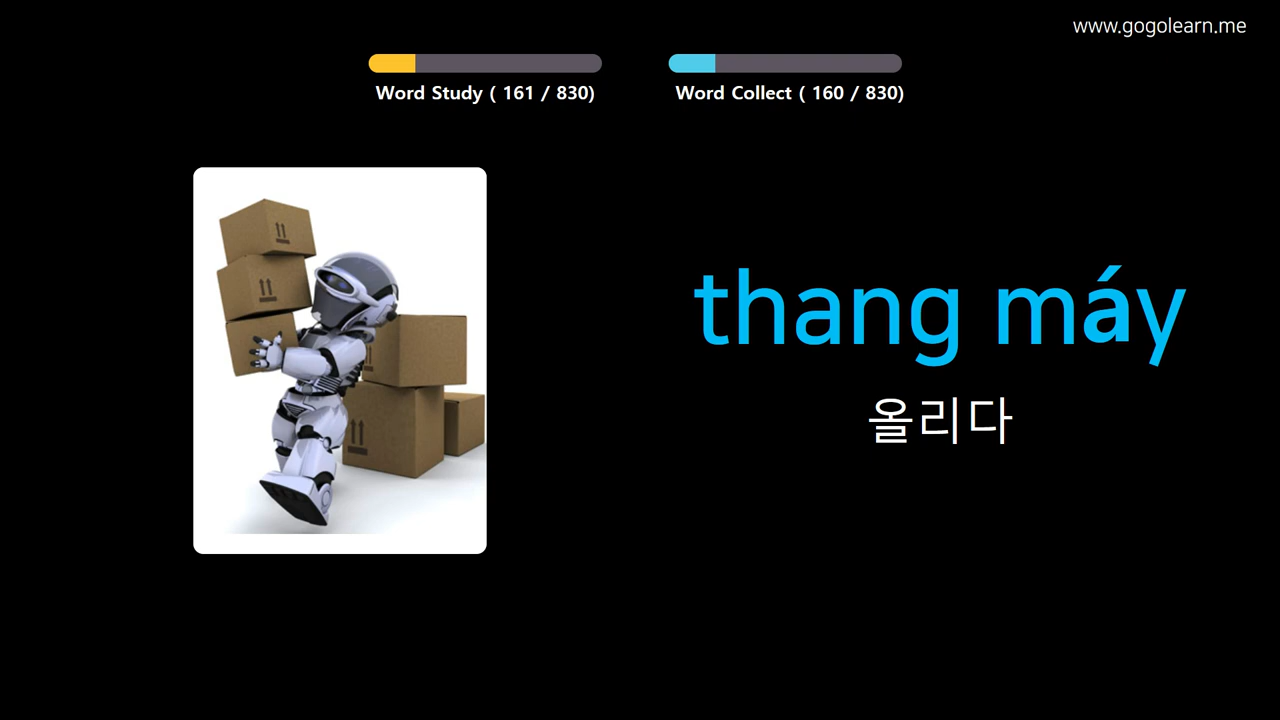 www.gogolearn.me
Word Study ( 161 / 830)
Word Collect ( 160 / 830)
thang máy
올리다